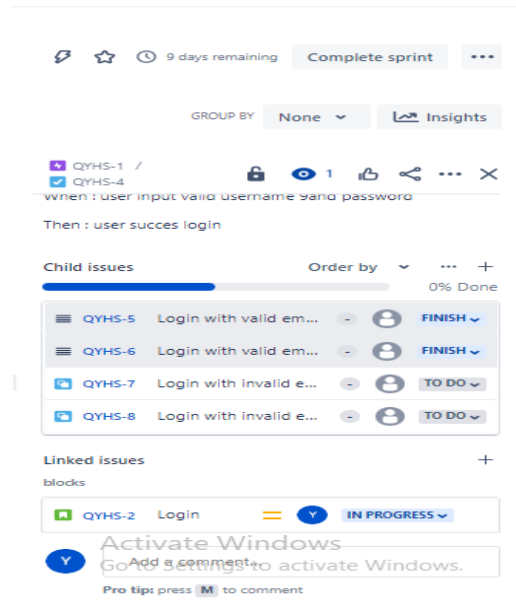 9 days remaining Complete sprint
GROUP BY None Insights
QYHS-1 /
QYHS-4 1
When : user input valid username 9and password
Then : user succes login
Child issues Order by
0% Done
QYHS-5 Login with valid em... - FINISH
QYHS-6 Login with valid em... - FINISH
QYHS-7 Login with invalid e... - TO DO
QYHS-8 Login with invalid e... - TO DO
Linked issues
blocks
QYHS-2 Login Y IN PROGRESS
Activate Windows
Y Add a comment...
Go to Settings to activate Windows.
Pro tip: press M to comment